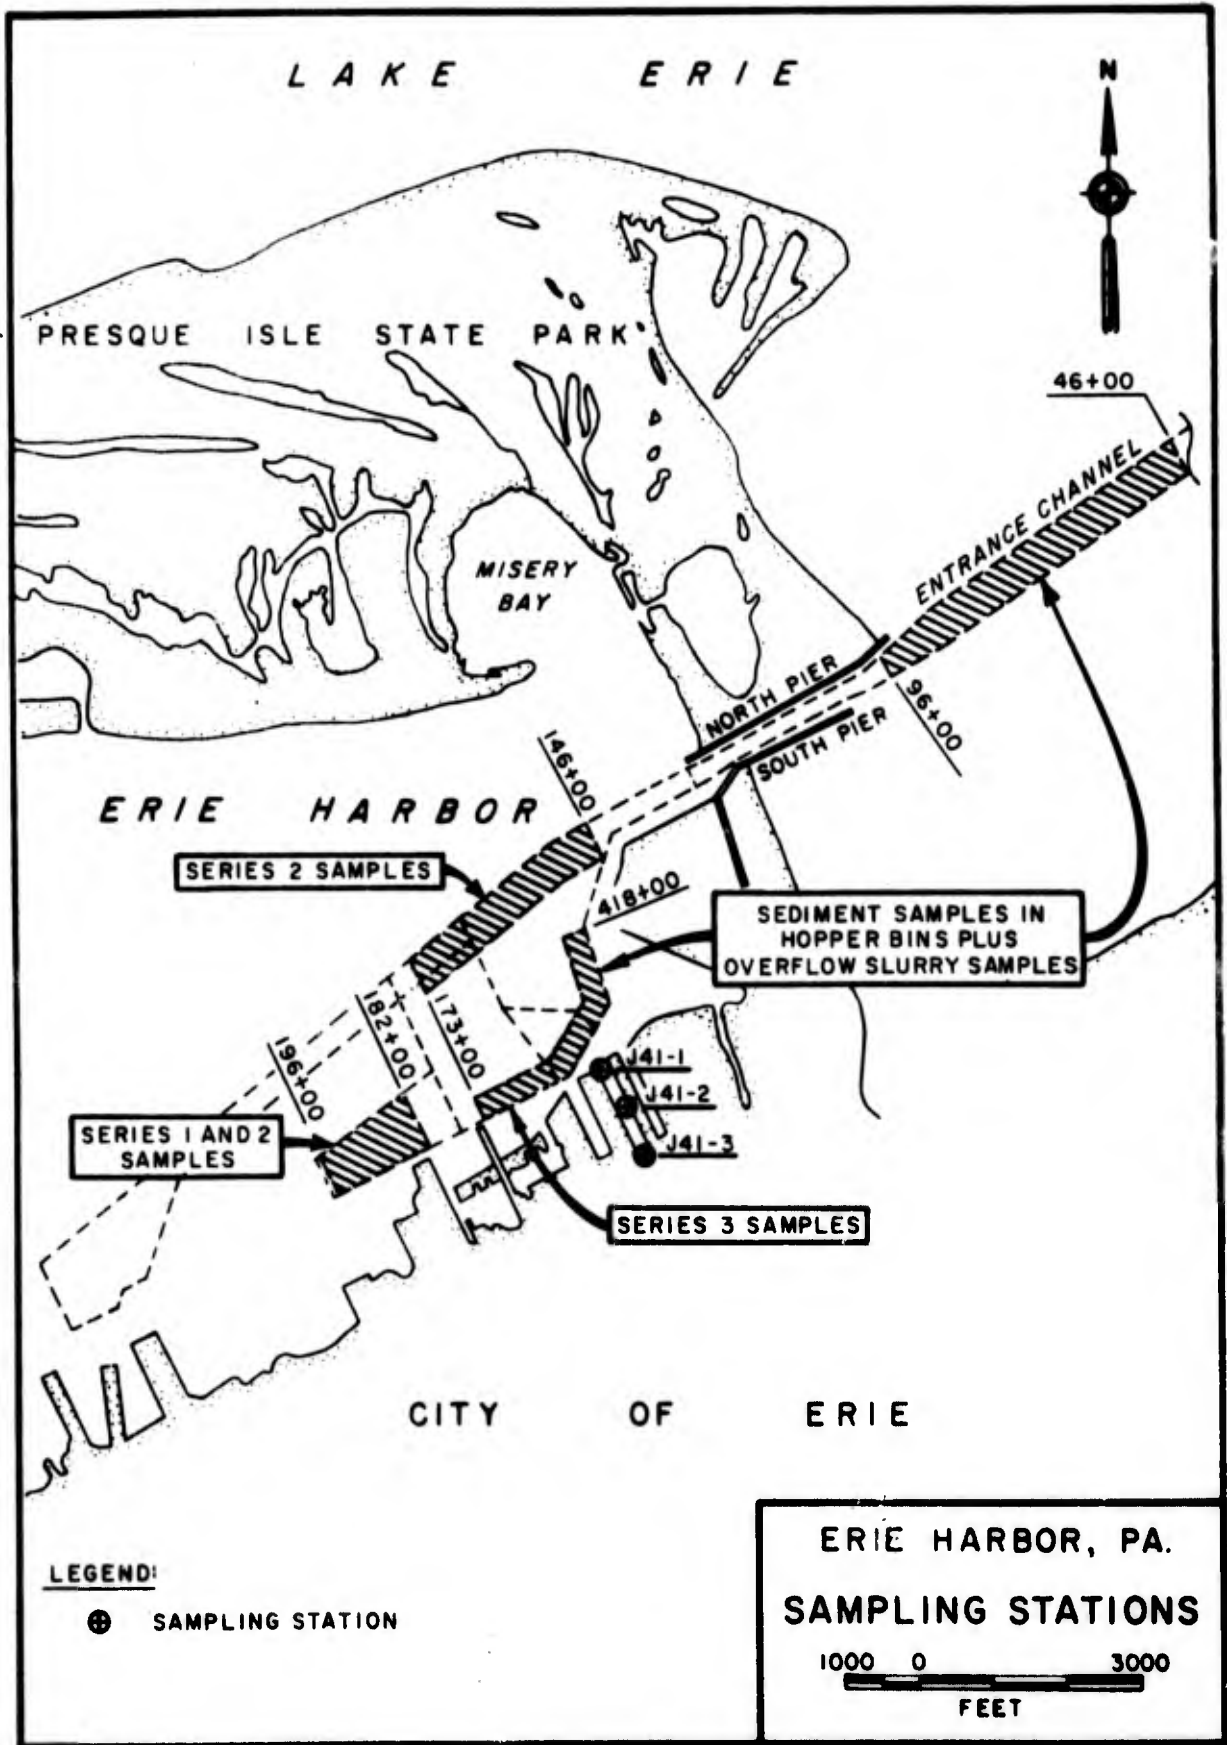 LAKE ERIE
N
PRESQUE ISLE STATE PARK
46+00
ENTRANCE CHANNEL
MISERY
BAY
NORTH PIER
96+00
SOUTH PIER
146+00
ERIE HARBOR
SERIES 2 SAMPLES
418+00
SEDIMENT SAMPLES IN
HOPPER BINS PLUS
OVERFLOW SLURRY SAMPLES
173+00
182+00
196+00
J41-1
J41-2
J41-3
SERIES 1 AND 2
SAMPLES
SERIES 3 SAMPLES
CITY OF ERIE
LEGEND:
SAMPLING STATION
ERIE HARBOR, PA.
SAMPLING STATIONS
1000 0 3000
FEET